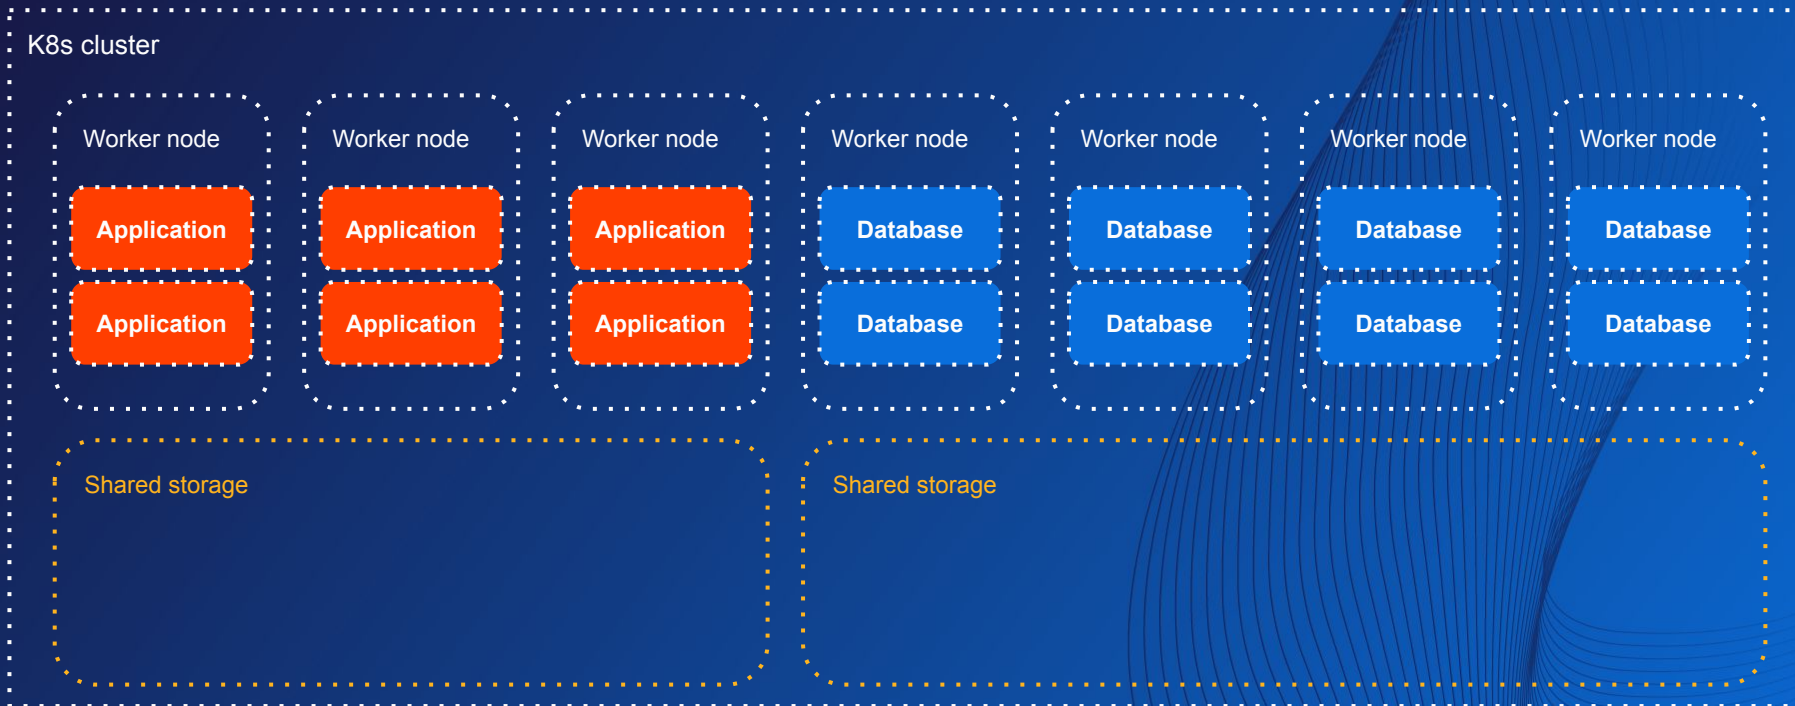 K8s cluster
Worker node Worker node Worker node Worker node Worker node Worker node Worker node
Application Application Application Database Database Database Database
Application Application Application Database Database Database Database
Shared storage Shared storage